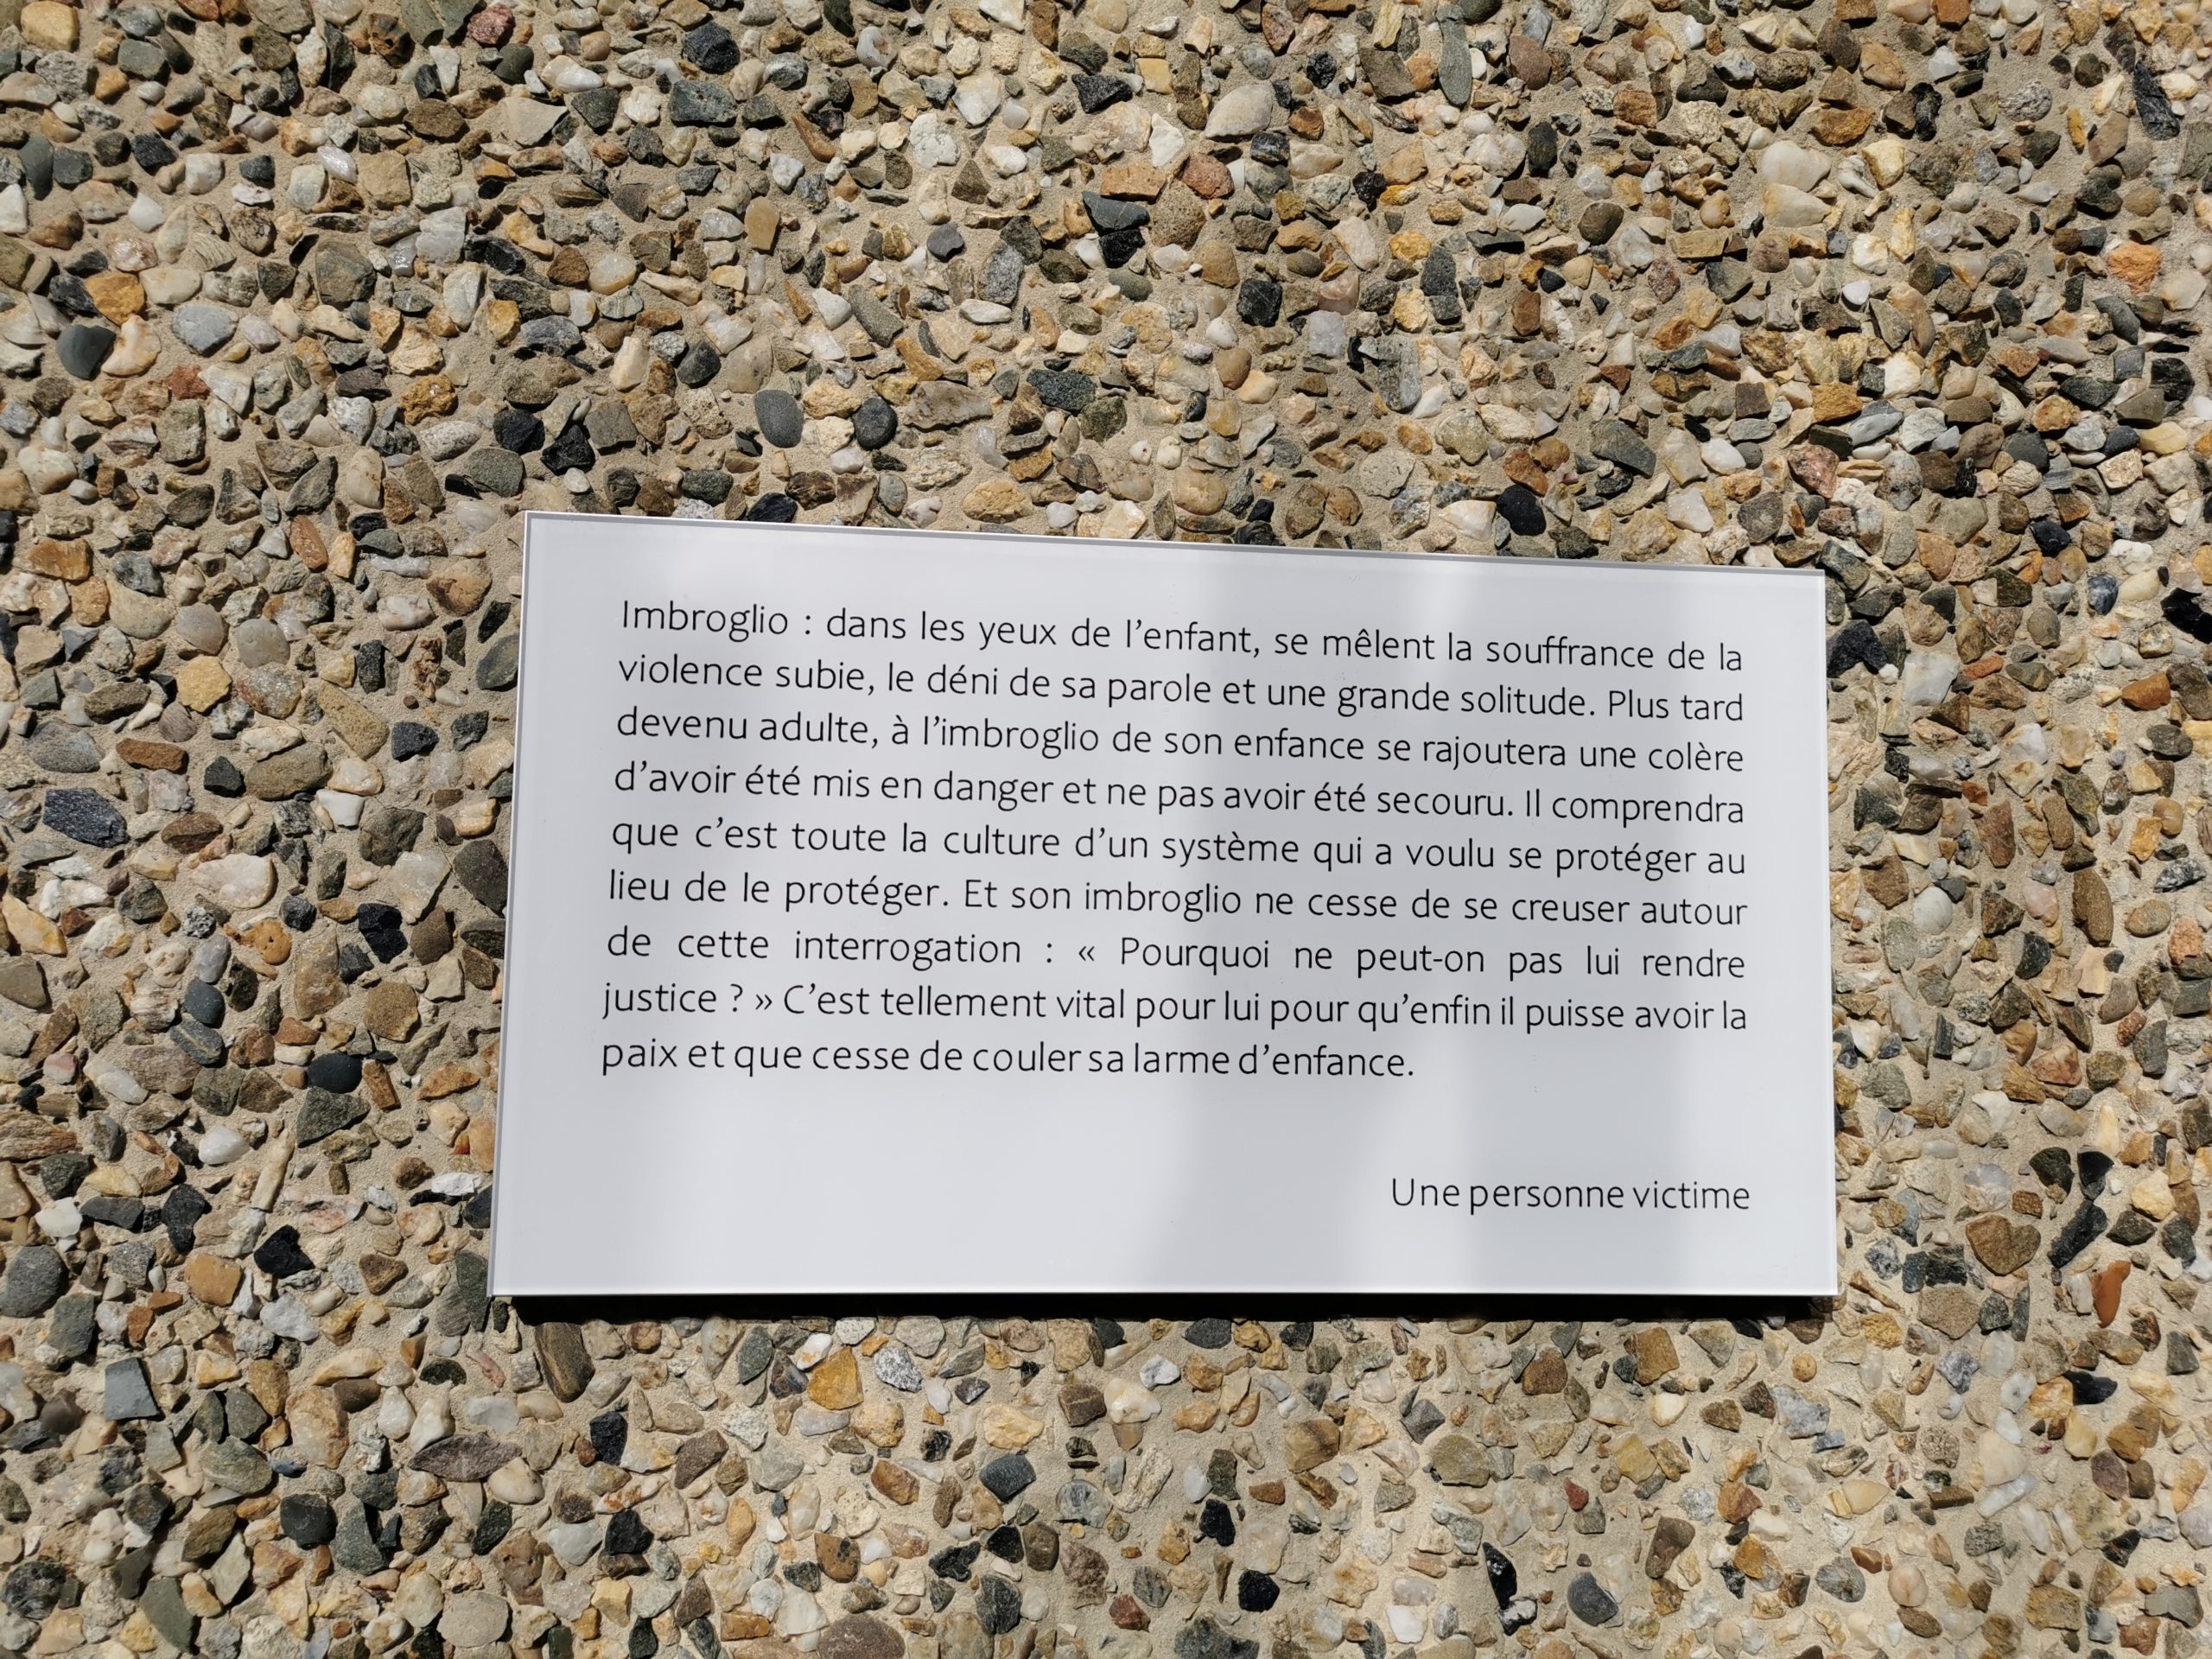 Imbroglio : dans les yeux de l’enfant, se mêlent la souffrance de la
violence subie, le déni de sa parole et une grande solitude. Plus tard
devenu adulte, à l’imbroglio de son enfance se rajoutera une colère
d’avoir été mis en danger et ne pas avoir été secouru. Il comprendra
que c’est toute la culture d’un système qui a voulu se protéger au
lieu de le protéger. Et son imbroglio ne cesse de se creuser autour
de cette interrogation : « Pourquoi ne peut-on pas lui rendre
justice ? » C’est tellement vital pour lui pour qu’enfin il puisse avoir la
paix et que cesse de couler sa larme d’enfance.
Une personne victime